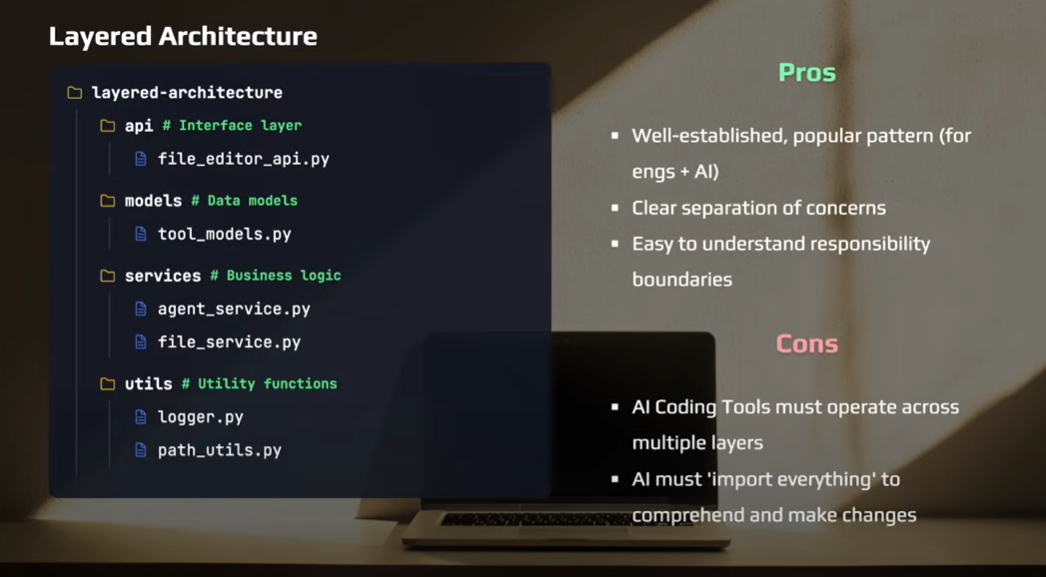 Layered Architecture
layered-architecture
api # Interface layer
file_editor_api.py
models # Data models
tool_models.py
services # Business logic
agent_service.py
file_service.py
utils # Utility functions
logger.py
path_utils.py
Pros
▪ Well-established, popular pattern (for
engs + AI)
▪ Clear separation of concerns
▪ Easy to understand responsibility
boundaries
Cons
▪ AI Coding Tools must operate across
multiple layers
▪ AI must 'import everything' to
comprehend and make changes